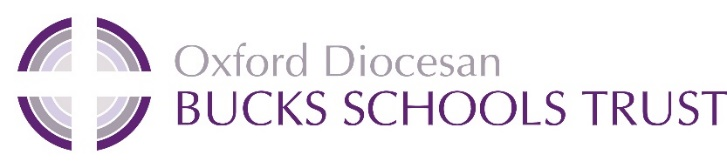 Oxford Diocesan
BUCKS SCHOOLS TRUST